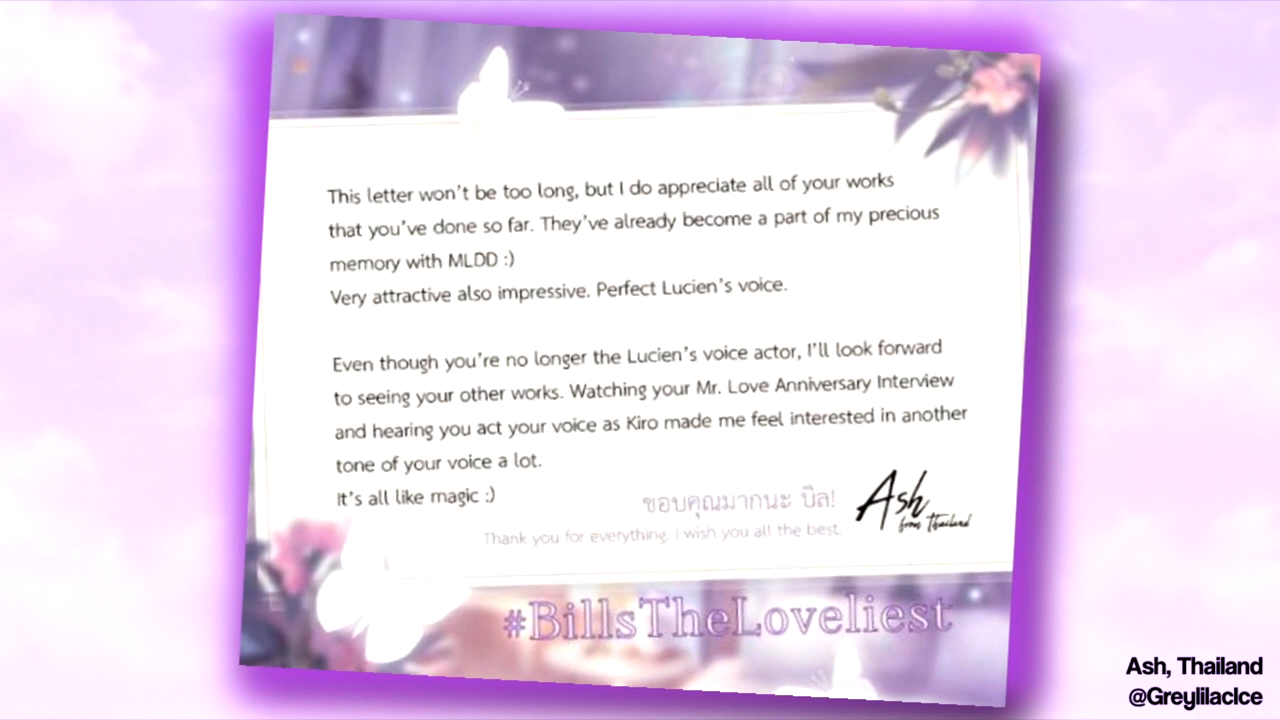 This letter won't be too long, but I do appreciate all of your works
that you've done so far. They've already become a part of my precious
memory with MLDD :)
Very attractive also impressive. Perfect Lucien's voice.
Even though you're no longer the Lucien's voice actor, I'll look forward
to seeing your other works. Watching your Mr. Love Anniversary Interview
and hearing you act your voice as Kiro made me feel interested in another
tone of your voice a lot.
It's all like magic :)
ขอบคุณมากนะ บิล!
Thank you for everything. I wish you all the best.
Ash
from Thailand
#BillsTheLoveliest
Ash, Thailand
@GreylilacIce